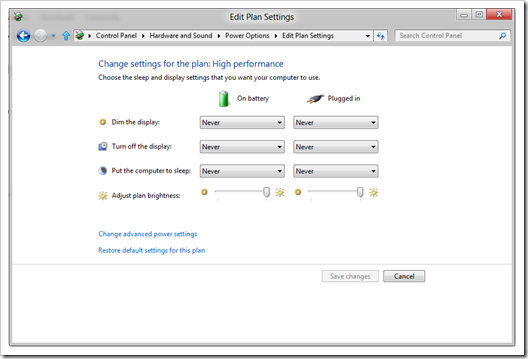 Edit Plan Settings
Control Panel ▸ Hardware and Sound ▸ Power Options ▸ Edit Plan Settings
Search Control Panel
Change settings for the plan: High performance
Choose the sleep and display settings that you want your computer to use.
On battery Plugged in
Dim the display: Never Never
Turn off the display: Never Never
Put the computer to sleep: Never Never
Adjust plan brightness:
Change advanced power settings
Restore default settings for this plan
Save changes Cancel